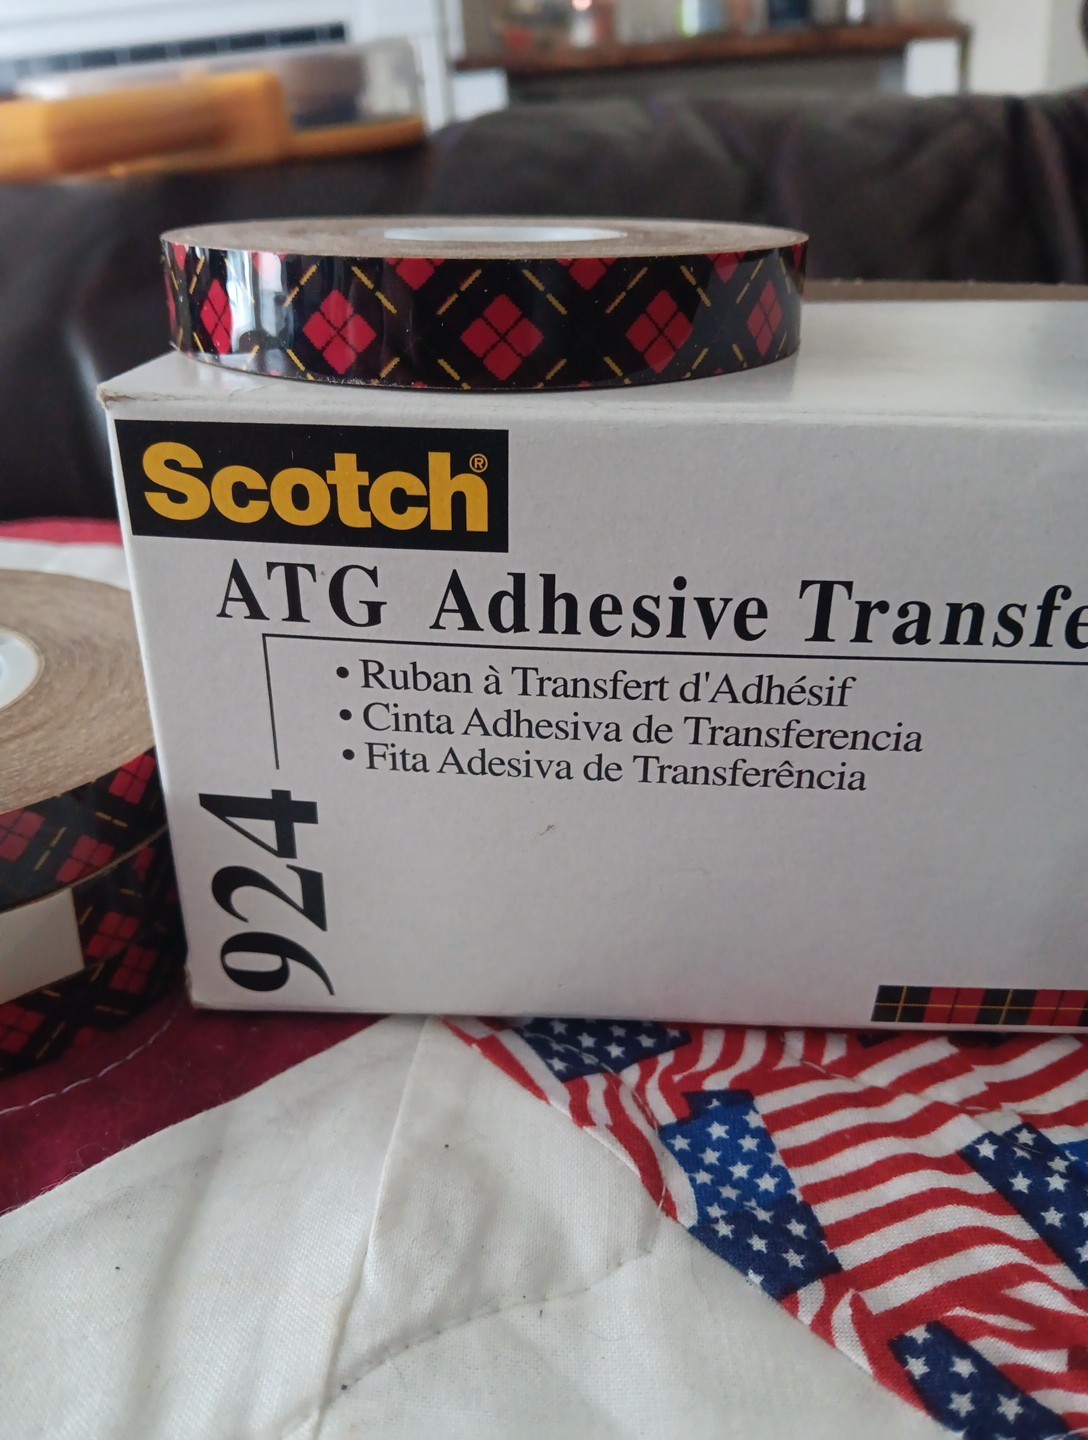 Scotch®
ATG Adhesive Transfe
• Ruban à Transfert d'Adhésif
• Cinta Adhesiva de Transferencia
• Fita Adesiva de Transferência
924